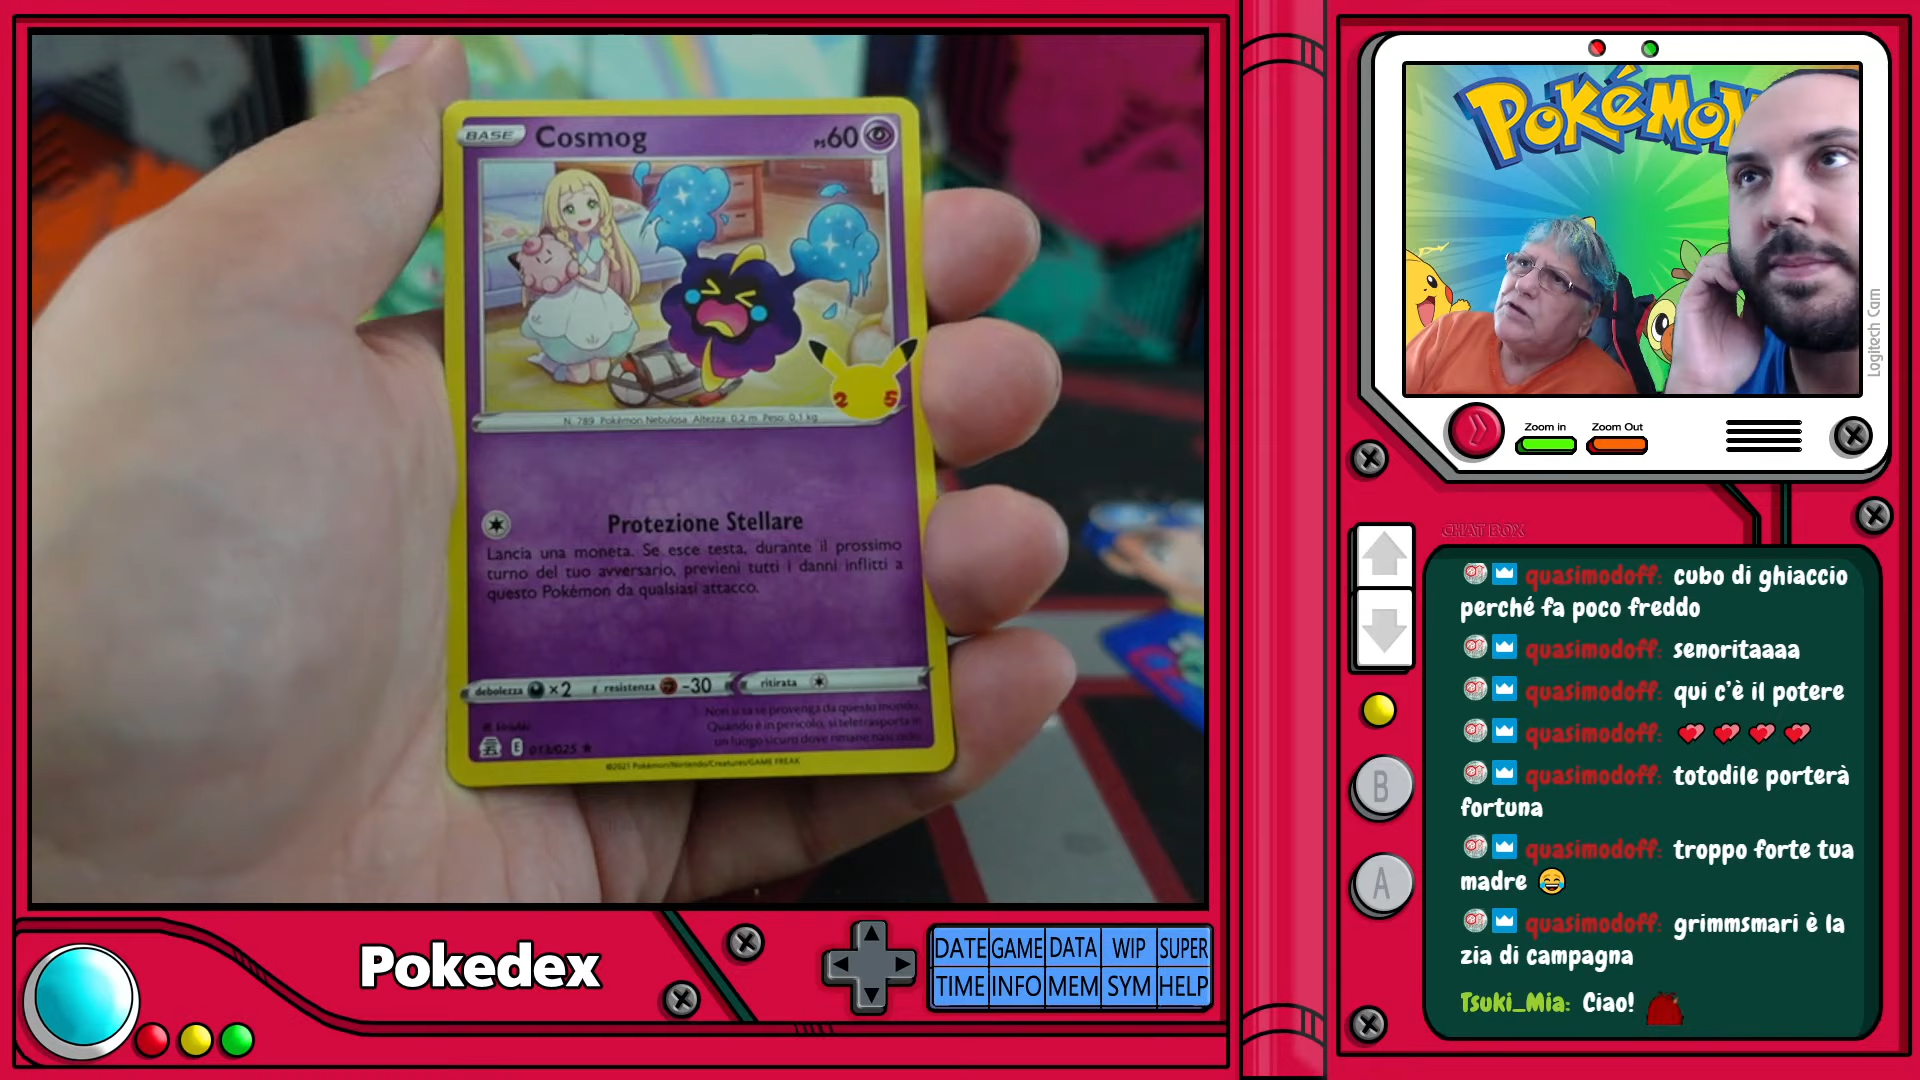 BASE Cosmog PS60
25
N. 789 Pokémon Nebulosa Altezza: 0,2 m Peso: 0,1 kg
Protezione Stellare
Lancia una moneta. Se esce testa, durante il prossimo
turno del tuo avversario, previeni tutti i danni inflitti a
questo Pokémon da qualsiasi attacco.
debolezza ×2 resistenza -30 ritirata
Non si sa se provenga da questo mondo.
Quando è in pericolo, si teletrasporta in
un luogo sicuro dove rimane nascosto.
E 013/025
©2021 Pokémon/Nintendo/Creatures/GAME FREAK
Pokedex
DATE GAME DATA WIP SUPER
TIME INFO MEM SYM HELP
POKéMON
Logitech Cam
Zoom in Zoom Out
CHAT BOX
quasimodoff: cubo di ghiaccio
perché fa poco freddo
quasimodoff: senoritaaaa
quasimodoff: qui c'è il potere
quasimodoff:
quasimodoff: totodile porterà
fortuna
quasimodoff: troppo forte tua
madre 😂
quasimodoff: grimmsmari è la
zia di campagna
Tsuki_Mia: Ciao!
B
A